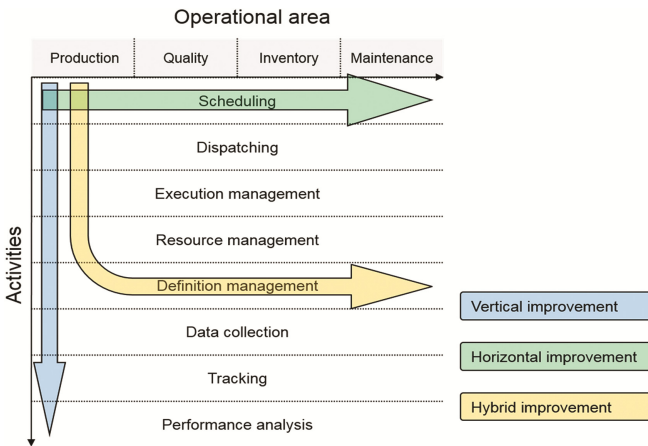 Operational area
Production Quality Inventory Maintenance
Activities
Scheduling
Dispatching
Execution management
Resource management
Definition management
Data collection
Tracking
Performance analysis
Vertical improvement
Horizontal improvement
Hybrid improvement